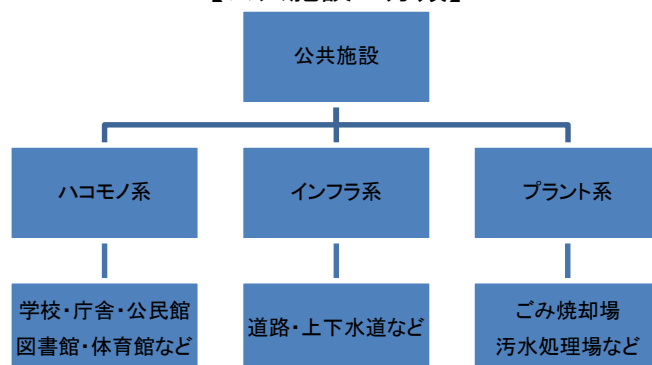 公共施設
ハコモノ系
インフラ系
プラント系
学校・庁舎・公民館
図書館・体育館など
道路・上下水道など
ごみ焼却場
汚水処理場など